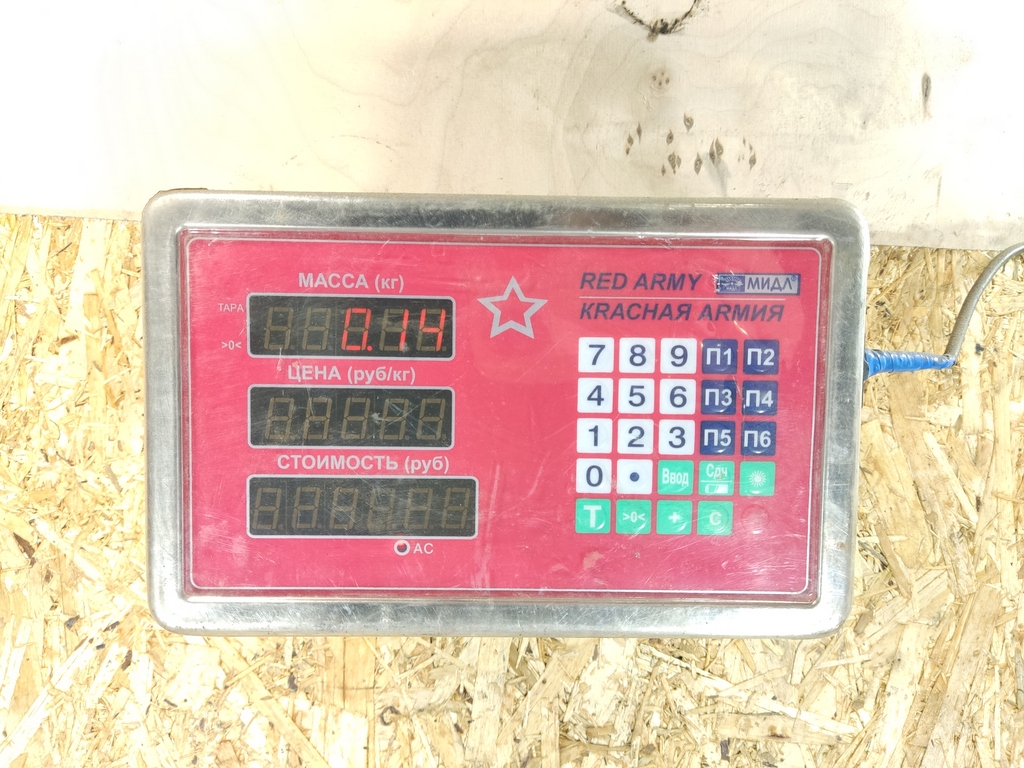 МАССА (кг)
ТАРА
0.14
>0<
ЦЕНА (руб/кг)
СТОИМОСТЬ (руб)
AC
RED ARMY МИДЛ
КRАСНАЯ АRМИЯ
7 8 9 П1 П2
4 5 6 П3 П4
1 2 3 П5 П6
0 . Ввод Сдч
T >0< + C